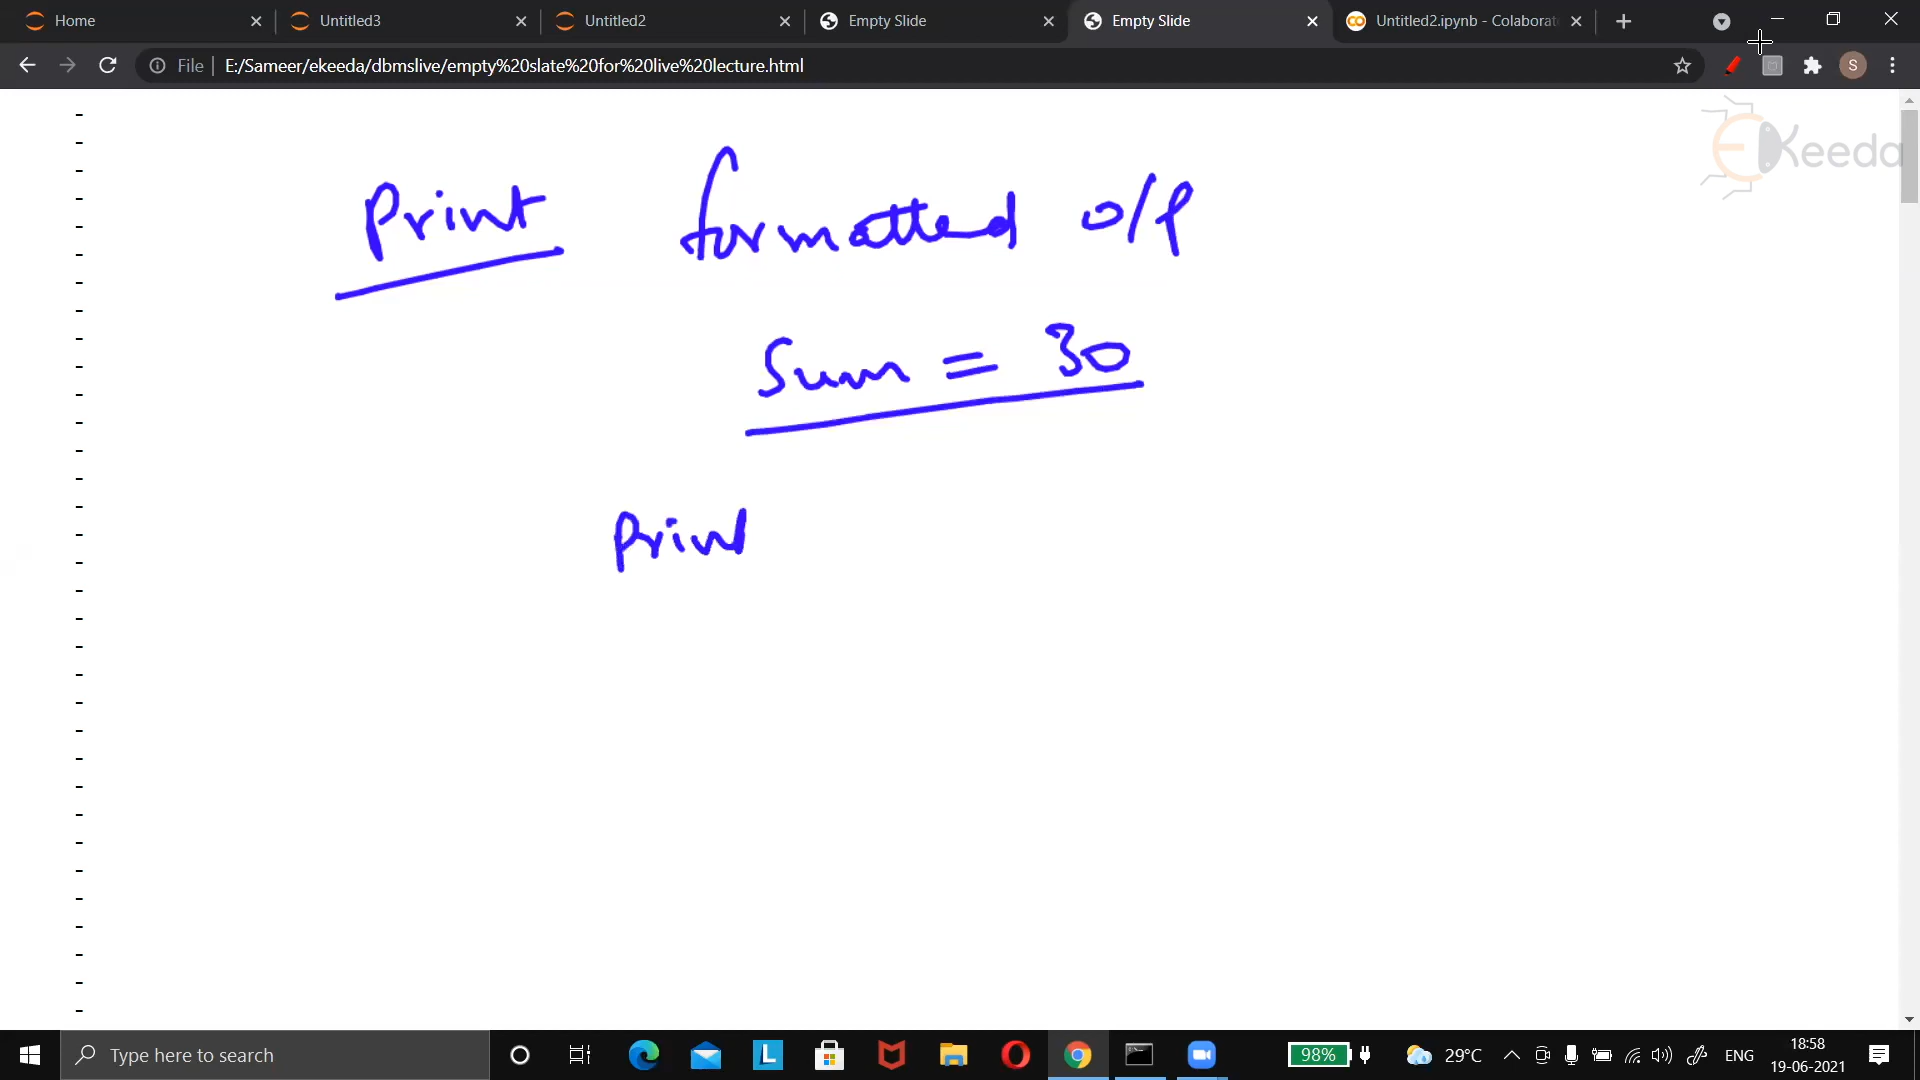 Home Untitled3 Untitled2 Empty Slide Empty Slide Untitled2.ipynb - Colaborat
File E:/Sameer/ekeeda/dbmslive/empty%20slate%20for%20live%20lecture.html S
EKeeda
Print formatted o/p
Sum = 30
Print
Type here to search L 98% 29°C ENG 18:58
19-06-2021